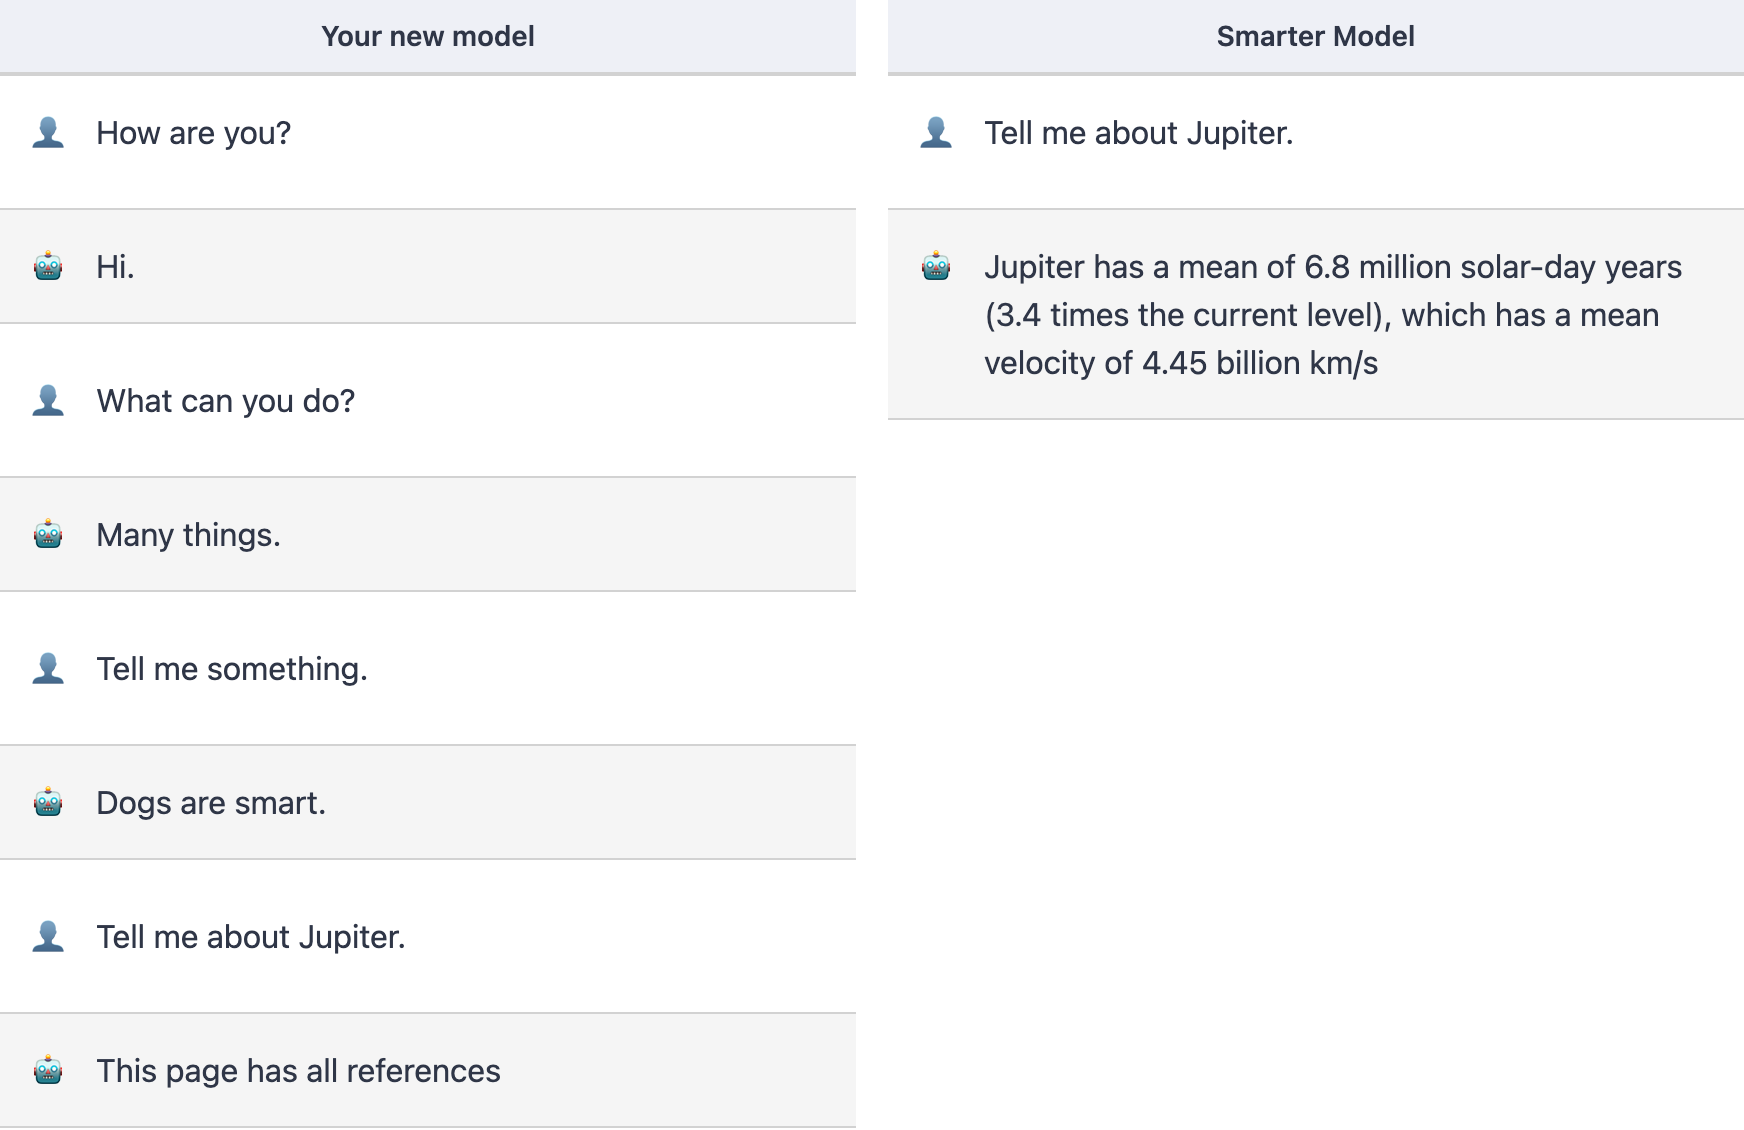 Your new model
How are you?
Hi.
What can you do?
Many things.
Tell me something.
Dogs are smart.
Tell me about Jupiter.
This page has all references
Smarter Model
Tell me about Jupiter.
Jupiter has a mean of 6.8 million solar-day years
(3.4 times the current level), which has a mean
velocity of 4.45 billion km/s